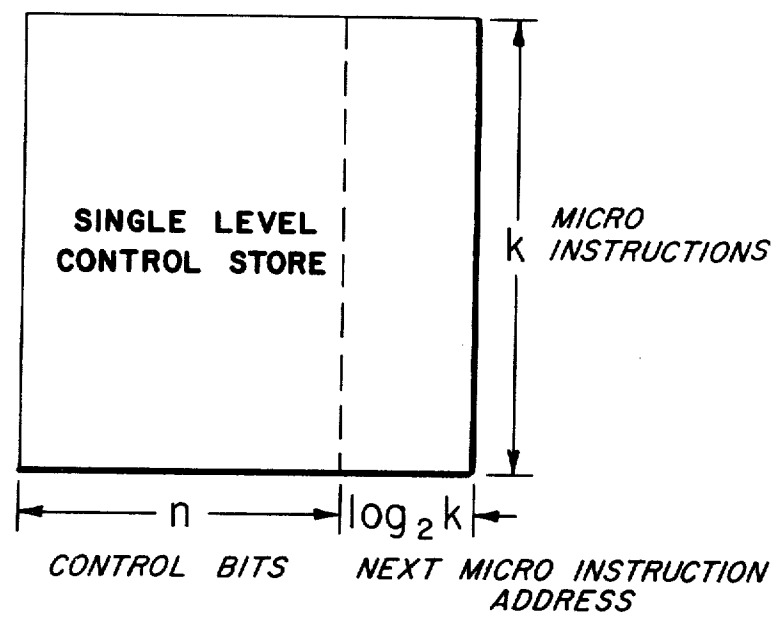 SINGLE LEVEL
CONTROL STORE
k
MICRO
INSTRUCTIONS
n
log₂k
CONTROL BITS
NEXT MICRO INSTRUCTION
ADDRESS